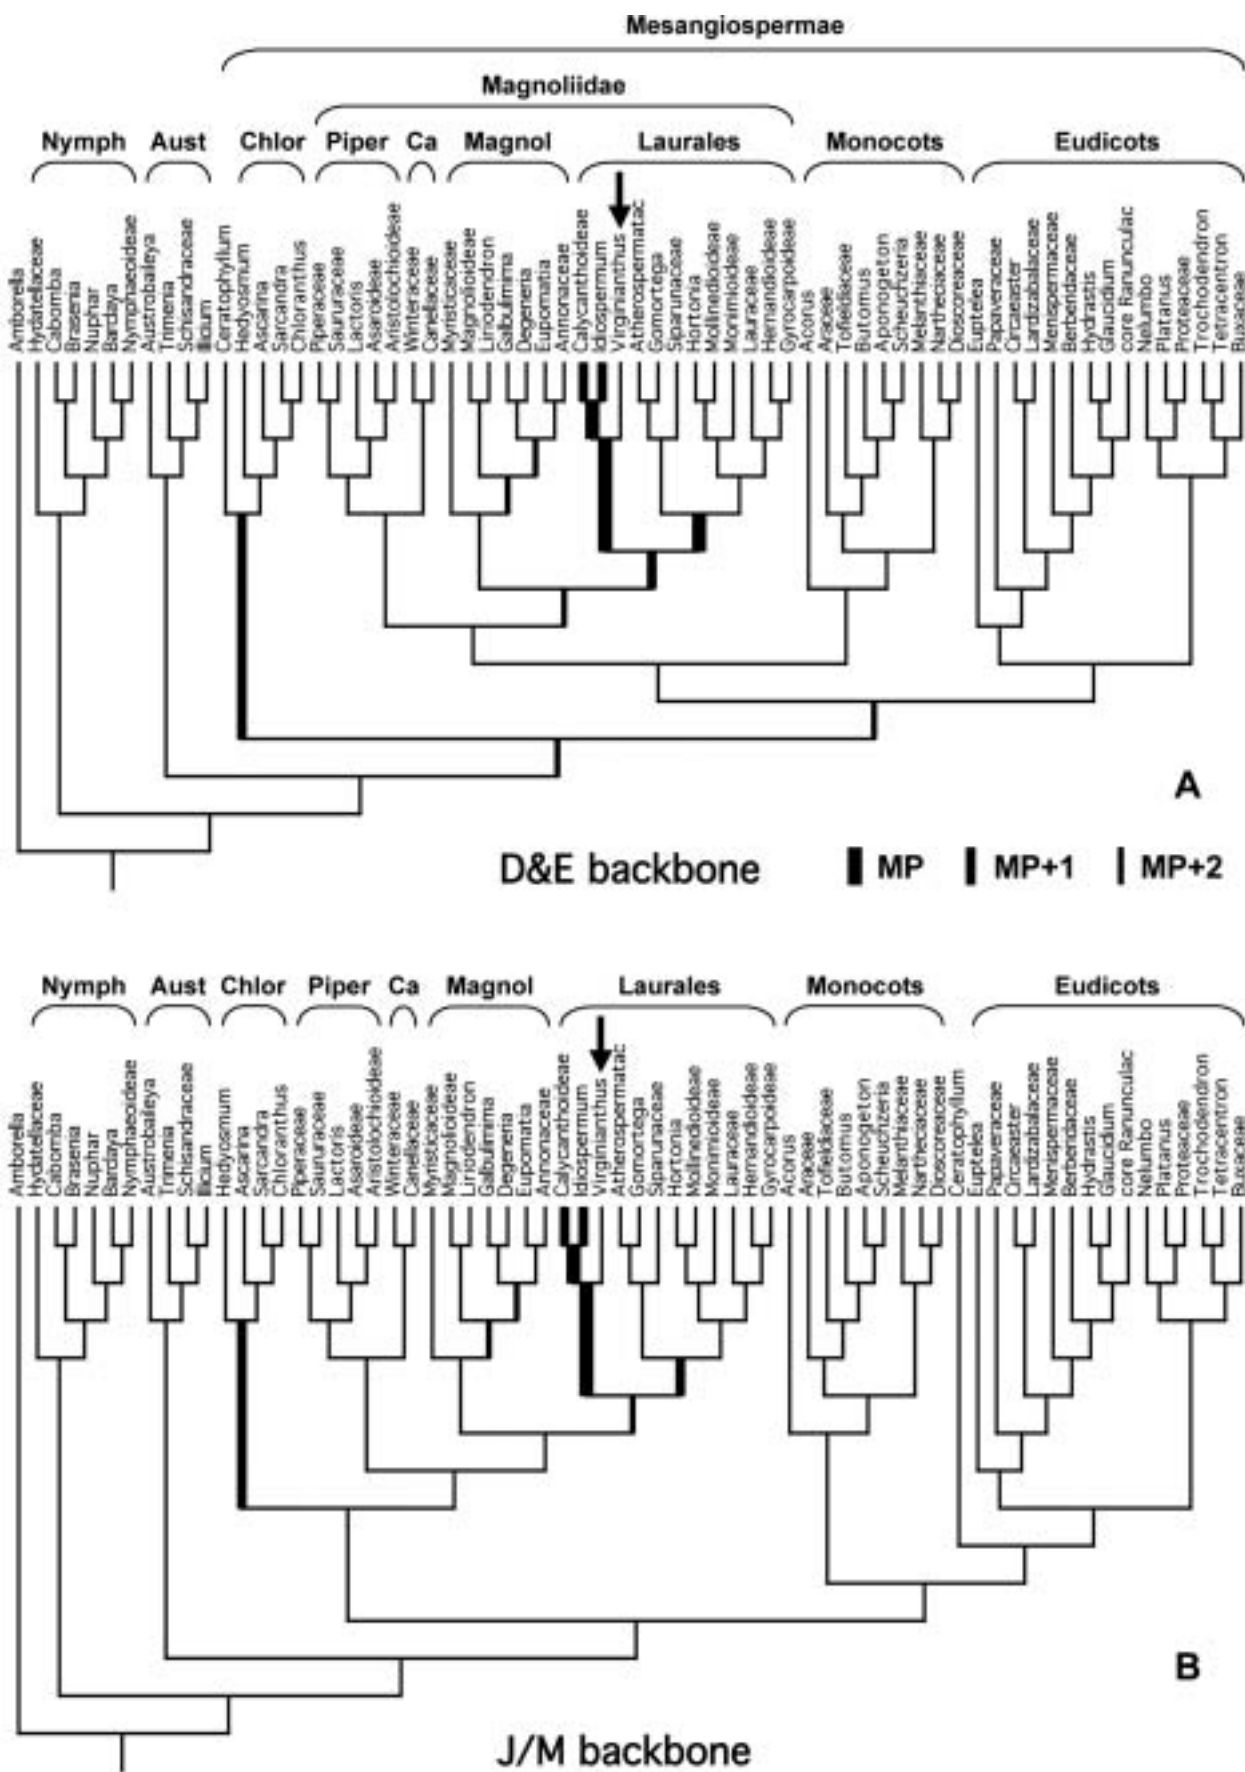 Mesangiospermae
Magnoliidae
Nymph Aust Chlor Piper Ca Magnol Laurales Monocots Eudicots
Amborella
Hydatellaceae
Cabomba
Brasenia
Nuphar
Barclaya
Nymphaeoideae
Austrobaileya
Trimenia
Schisandraceae
Illicium
Ceratophyllum
Hedyosmum
Ascarina
Sarcandra
Chloranthus
Piperaceae
Saururaceae
Lactoris
Asaroideae
Aristolochioideae
Winteraceae
Canellaceae
Myristicaceae
Magnolioideae
Liriodendron
Galbulimima
Degeneria
Eupomatia
Annonaceae
Calycanthoideae
Idiospermum
Virginianthus
Atherospermatac
Gomortega
Siparunaceae
Hortonia
Mollinedioideae
Monimioideae
Lauraceae
Hernandioideae
Gyrocarpoideae
Acorus
Araceae
Tofieldiaceae
Butomus
Aponogeton
Scheuchzeria
Melanthiaceae
Nartheciaceae
Dioscoreaceae
Euptelea
Papaveraceae
Circaeaster
Lardizabalaceae
Menispermaceae
Berberidaceae
Hydrastis
Glaucidium
core Ranunculac
Nelumbo
Platanus
Proteaceae
Trochodendron
Tetracentron
Buxaceae
A
D&E backbone MP MP+1 MP+2
Nymph Aust Chlor Piper Ca Magnol Laurales Monocots Eudicots
Amborella
Hydatellaceae
Cabomba
Brasenia
Nuphar
Barclaya
Nymphaeoideae
Austrobaileya
Trimenia
Schisandraceae
Illicium
Hedyosmum
Ascarina
Sarcandra
Chloranthus
Piperaceae
Saururaceae
Lactoris
Asaroideae
Aristolochioideae
Winteraceae
Canellaceae
Myristicaceae
Magnolioideae
Liriodendron
Galbulimima
Degeneria
Eupomatia
Annonaceae
Calycanthoideae
Idiospermum
Virginianthus
Atherospermatac
Gomortega
Siparunaceae
Hortonia
Mollinedioideae
Monimioideae
Lauraceae
Hernandioideae
Gyrocarpoideae
Acorus
Araceae
Tofieldiaceae
Butomus
Aponogeton
Scheuchzeria
Melanthiaceae
Nartheciaceae
Dioscoreaceae
Ceratophyllum
Euptelea
Papaveraceae
Circaeaster
Lardizabalaceae
Menispermaceae
Berberidaceae
Hydrastis
Glaucidium
core Ranunculac
Nelumbo
Platanus
Proteaceae
Trochodendron
Tetracentron
Buxaceae
B
J/M backbone